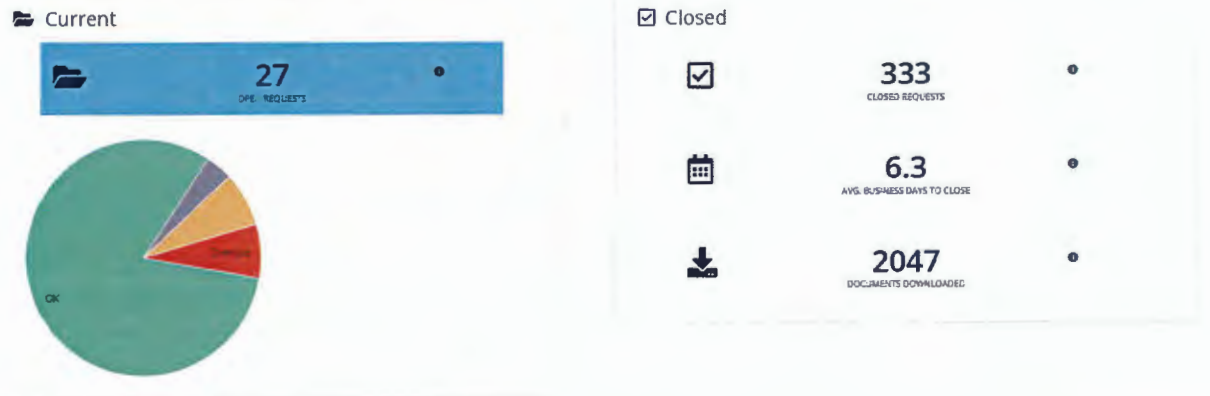 Current
27
OPEN REQUESTS
OK
Closed
333
CLOSED REQUESTS
6.3
AVG. BUSINESS DAYS TO CLOSE
2047
DOCUMENTS DOWNLOADED